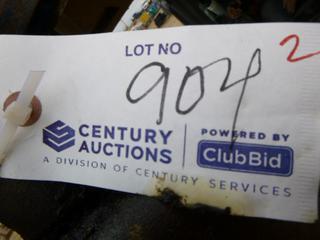 LOT NO
904 2
CENTURY AUCTIONS
POWERED BY
ClubBid
A DIVISION OF CENTURY SERVICES